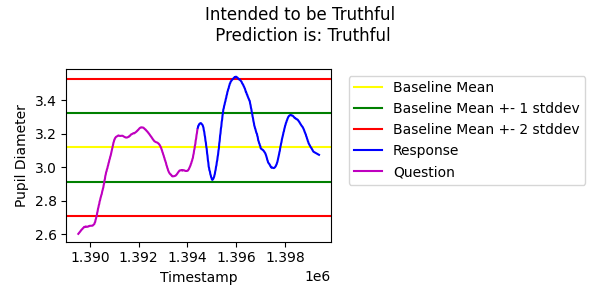 Intended to be Truthful
Prediction is: Truthful
Pupil Diameter
3.4
3.2
3.0
2.8
2.6
1.390 1.392 1.394 1.396 1.398
1e6
Timestamp
Baseline Mean
Baseline Mean +- 1 stddev
Baseline Mean +- 2 stddev
Response
Question